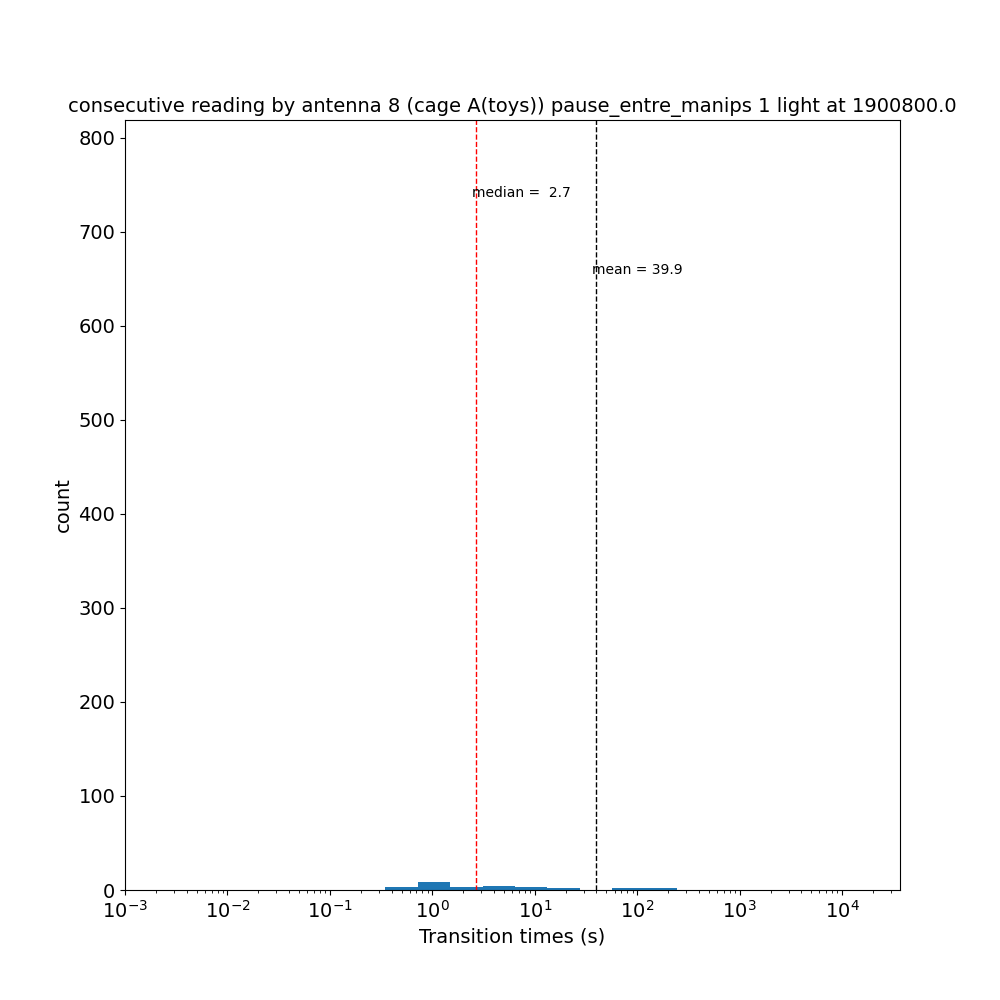 consecutive reading by antenna 8 (cage A(toys)) pause_entre_manips 1 light at 1900800.0
800
median =  2.7
700
mean = 39.9
600
500
400
count
300
200
100
0
10⁻³ 10⁻² 10⁻¹ 10⁰ 10¹ 10² 10³ 10⁴
Transition times (s)